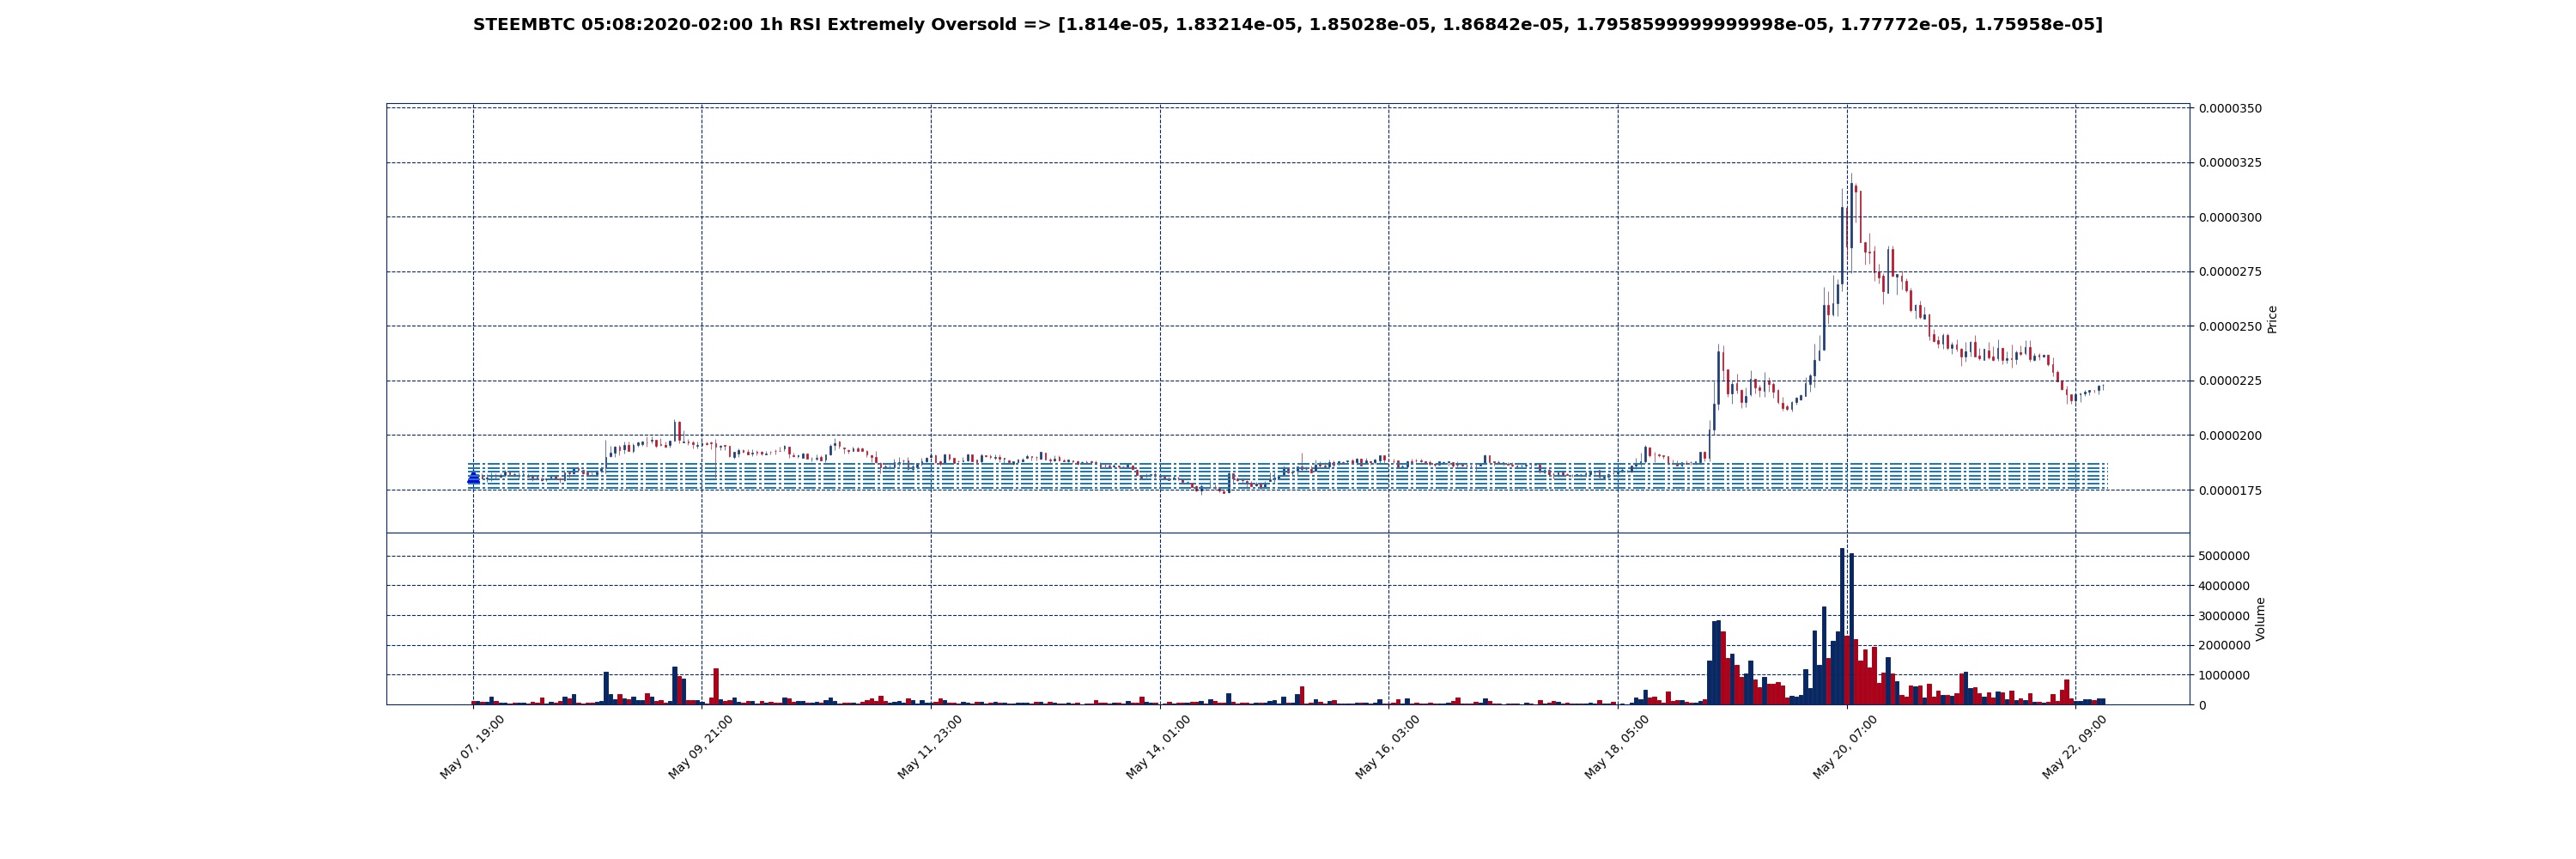 STEEMBTC 05:08:2020-02:00 1h RSI Extremely Oversold => [1.814e-05, 1.83214e-05, 1.85028e-05, 1.86842e-05, 1.7958599999999998e-05, 1.77772e-05, 1.75958e-05]
0.0000350
0.0000325
0.0000300
0.0000275
0.0000250
0.0000225
0.0000200
0.0000175
Price
5000000
4000000
3000000
2000000
1000000
0
Volume
May 07, 19:00
May 09, 21:00
May 11, 23:00
May 14, 01:00
May 16, 03:00
May 18, 05:00
May 20, 07:00
May 22, 09:00